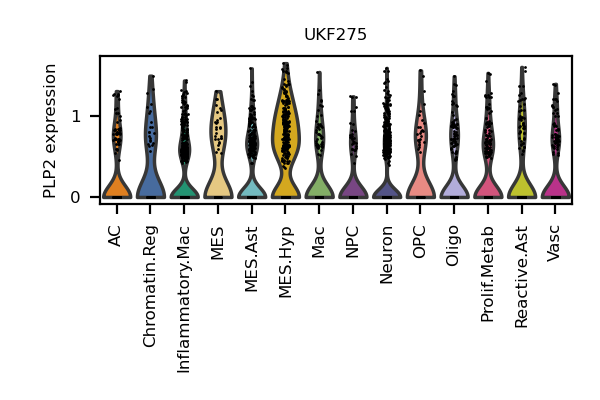 UKF275
PLP2 expression
1
0
AC
Chromatin.Reg
Inflammatory.Mac
MES
MES.Ast
MES.Hyp
Mac
NPC
Neuron
OPC
Oligo
Prolif.Metab
Reactive.Ast
Vasc